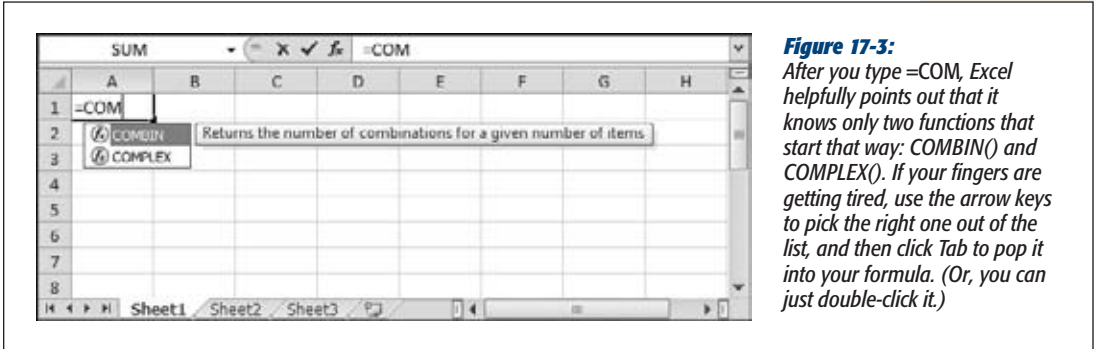 SUM =COM
A B C D E F G H
1 =COM
2 COMBIN Returns the number of combinations for a given number of items
3 COMPLEX
4
5
6
7
8
Sheet1 Sheet2 Sheet3
Figure 17-3:
After you type =COM, Excel
helpfully points out that it
knows only two functions that
start that way: COMBIN() and
COMPLEX(). If your fingers are
getting tired, use the arrow keys
to pick the right one out of the
list, and then click Tab to pop it
into your formula. (Or, you can
just double-click it.)